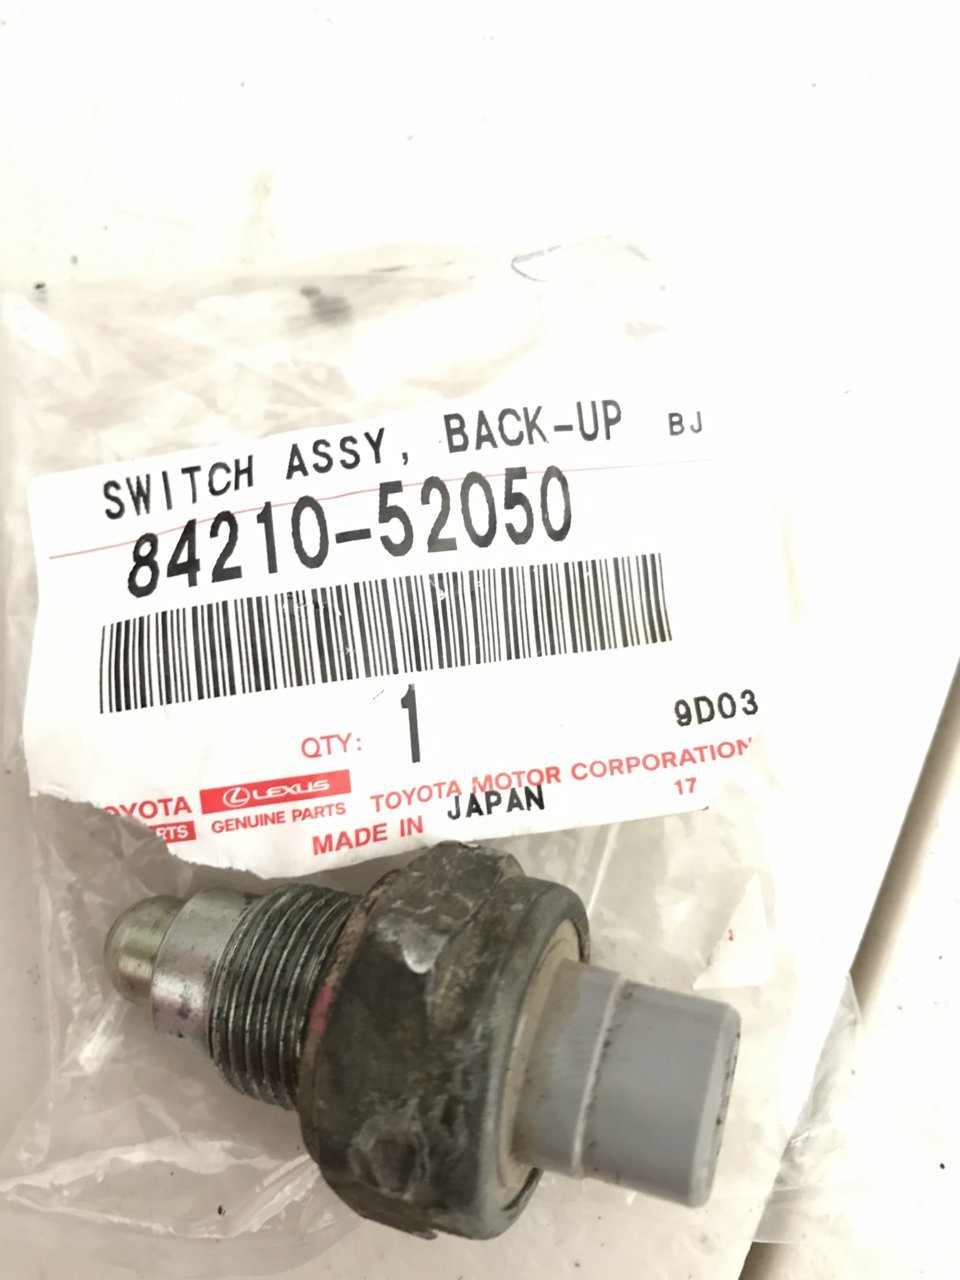 SWITCH ASSY, BACK-UP BJ
84210-52050
QTY: 1 9D03
LEXUS
GENUINE PARTS
TOYOTA MOTOR CORPORATION
MADE IN JAPAN 17